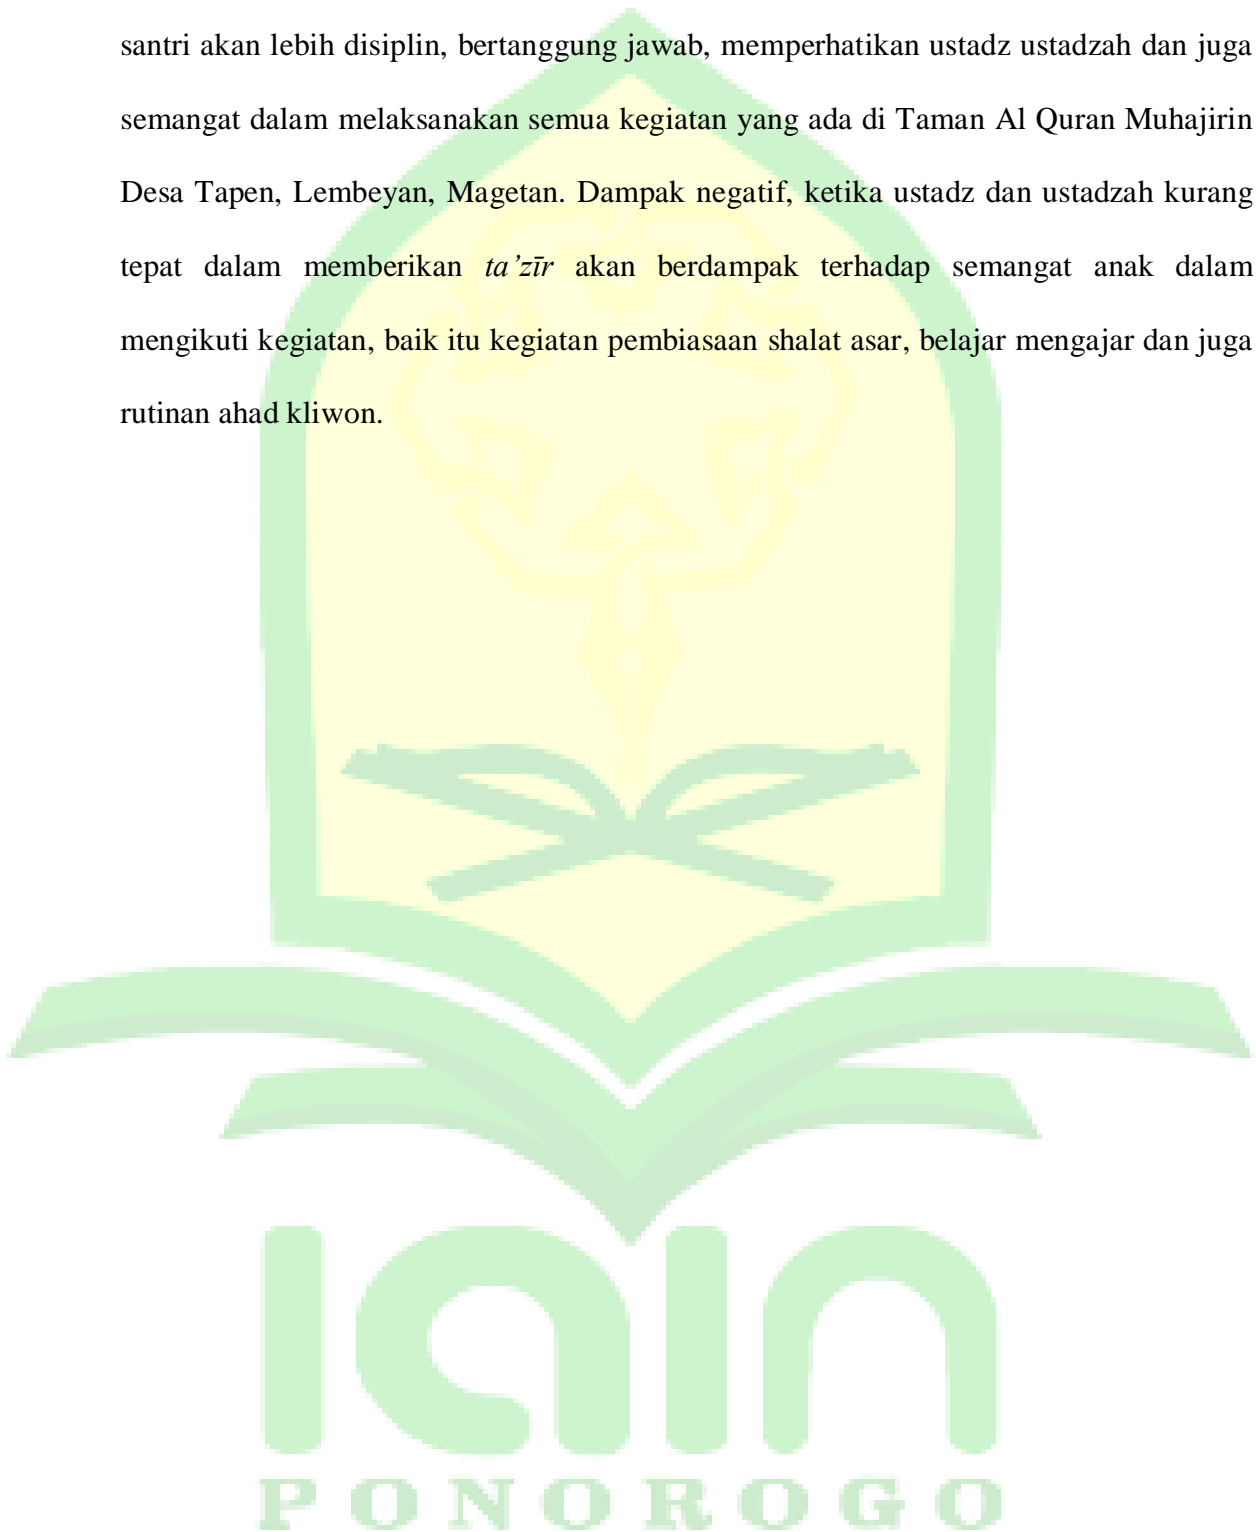 santri akan lebih disiplin, bertanggung jawab, memperhatikan ustadz ustadzah dan juga
semangat dalam melaksanakan semua kegiatan yang ada di Taman Al Quran Muhajirin
Desa Tapen, Lembeyan, Magetan. Dampak negatif, ketika ustadz dan ustadzah kurang
tepat dalam memberikan ta’zīr akan berdampak terhadap semangat anak dalam
mengikuti kegiatan, baik itu kegiatan pembiasaan shalat asar, belajar mengajar dan juga
rutinan ahad kliwon.
iain
PONOROGO